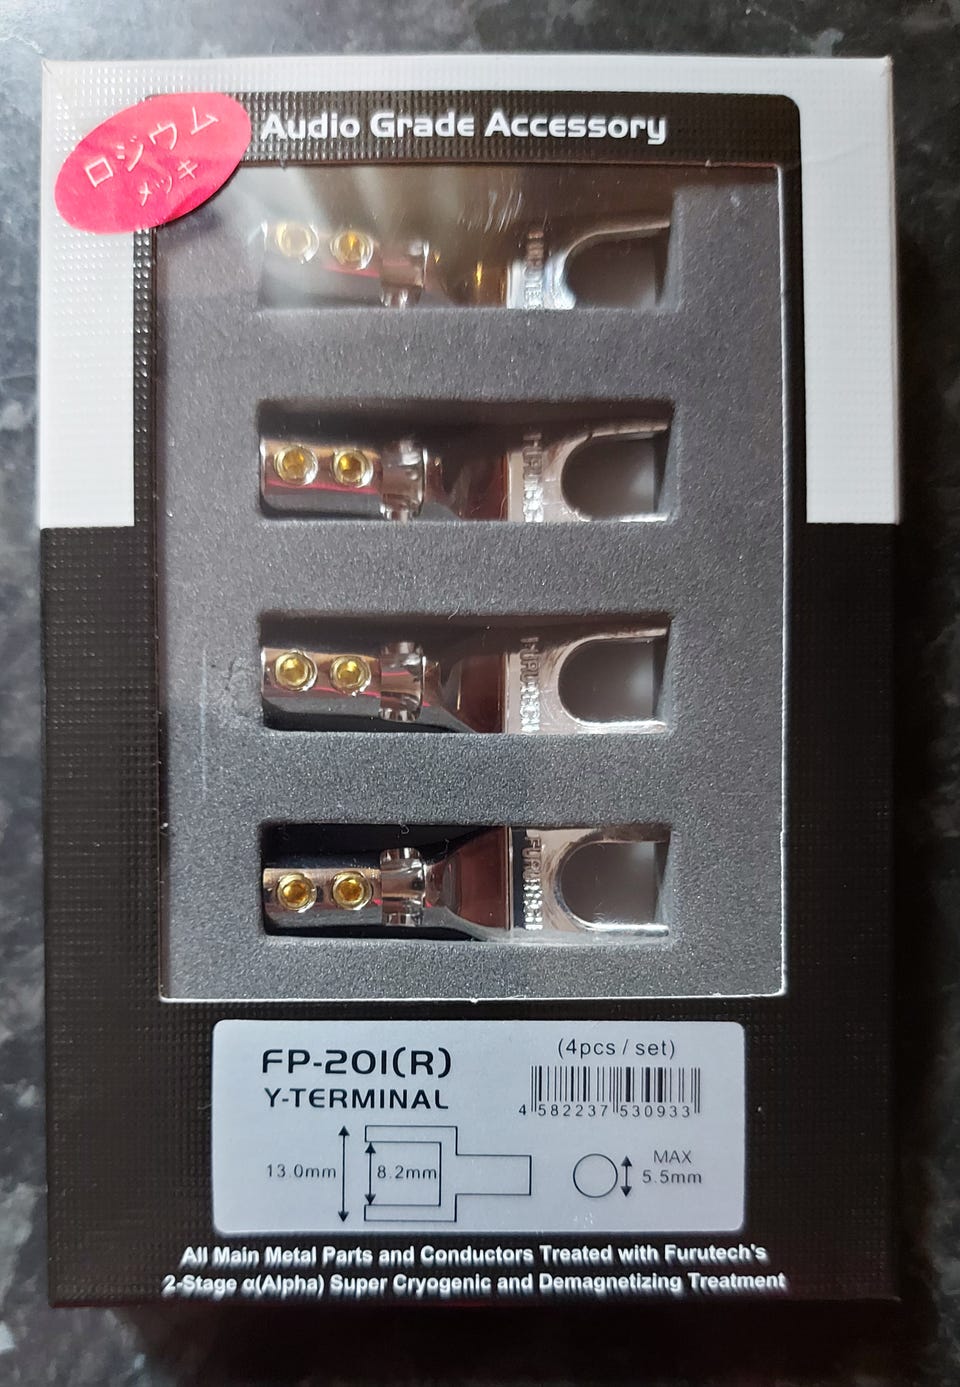 Audio Grade Accessory
ロジウム
メッキ
FURUTECH
FURUTECH
FURUTECH
FURUTECH
FP-201(R)
(4pcs / set)
Y-TERMINAL
4 582237 530933
13.0mm
8.2mm
MAX
5.5mm
All Main Metal Parts and Conductors Treated with Furutech's
2-Stage α(Alpha) Super Cryogenic and Demagnetizing Treatment